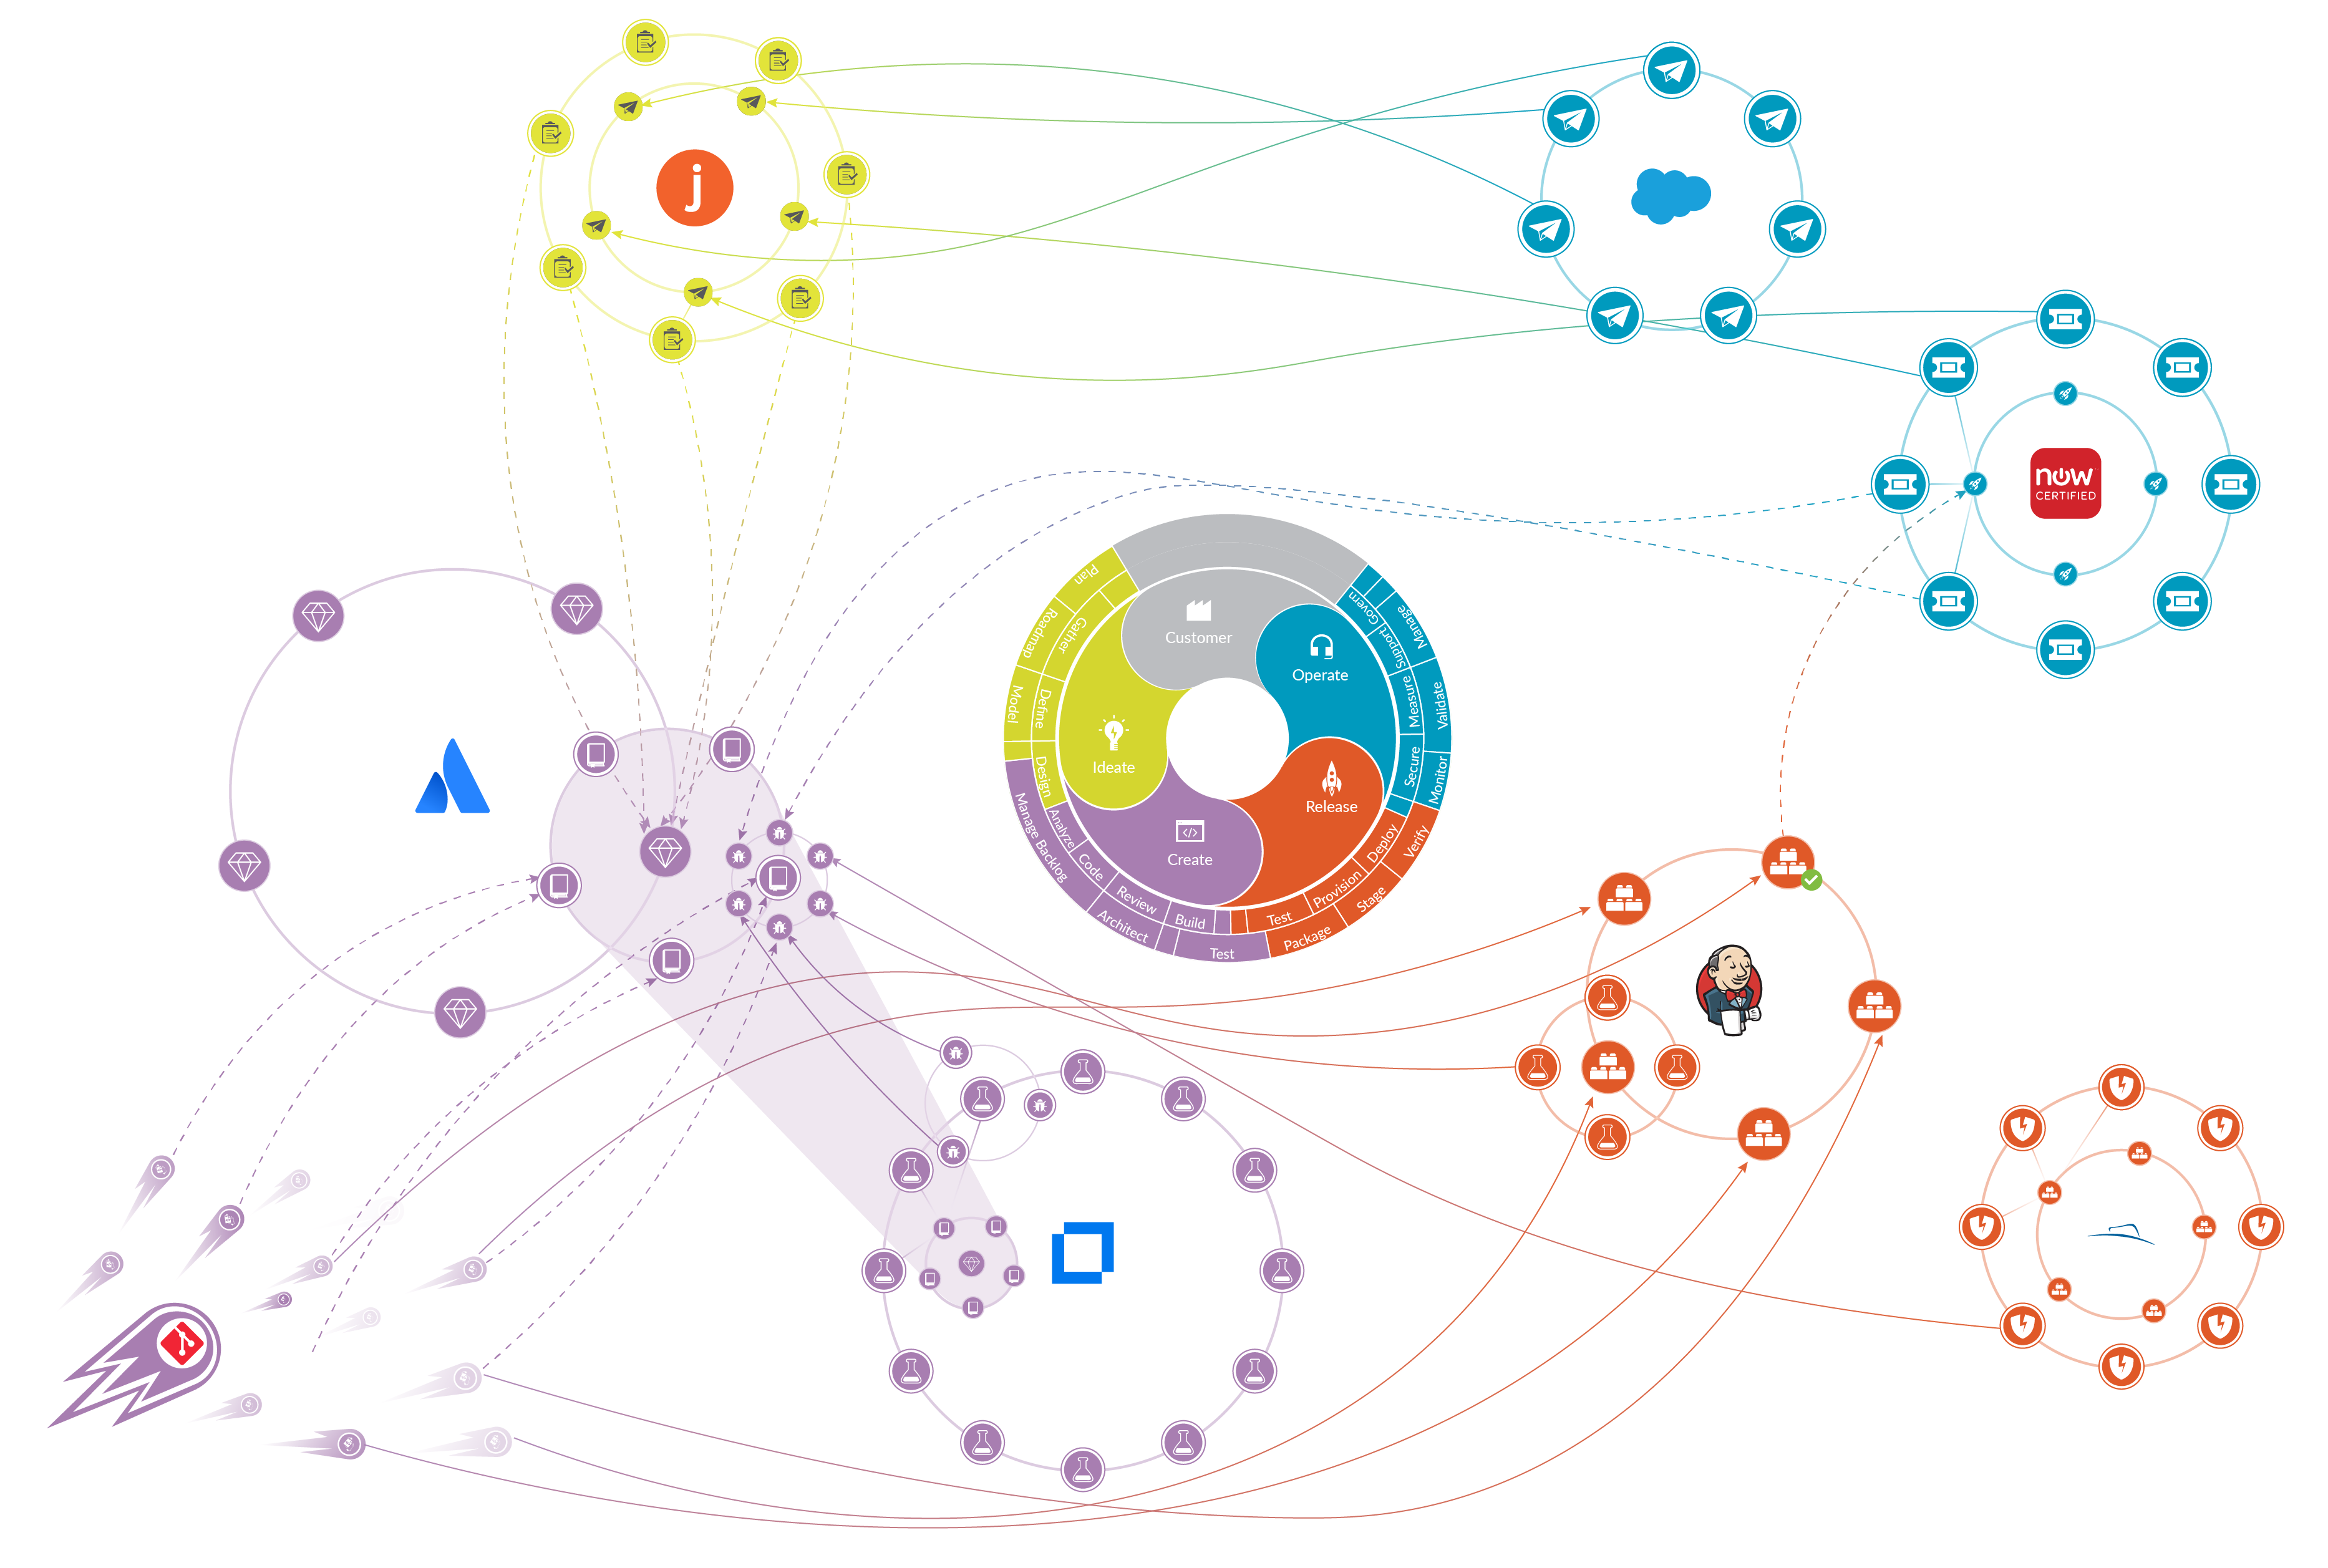 j
now
CERTIFIED
Customer
Operate
Release
Create
Ideate
Plan
Roadmap
Model
Gather
Define
Design
Manage Backlog
Architect
Test
Analyze
Code
Review
Build
Package
Stage
Verify
Test
Provision
Deploy
Manage
Validate
Monitor
Govern
Support
Measure
Secure